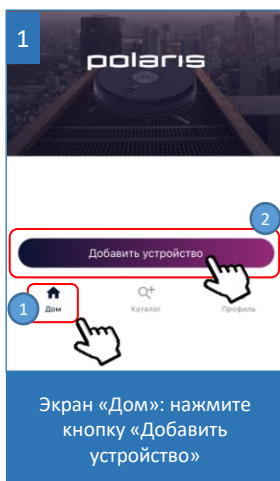 1
polaris
2
Добавить устройство
1
Дом
Каталог
Профиль
Экран «Дом»: нажмите
кнопку «Добавить
устройство»